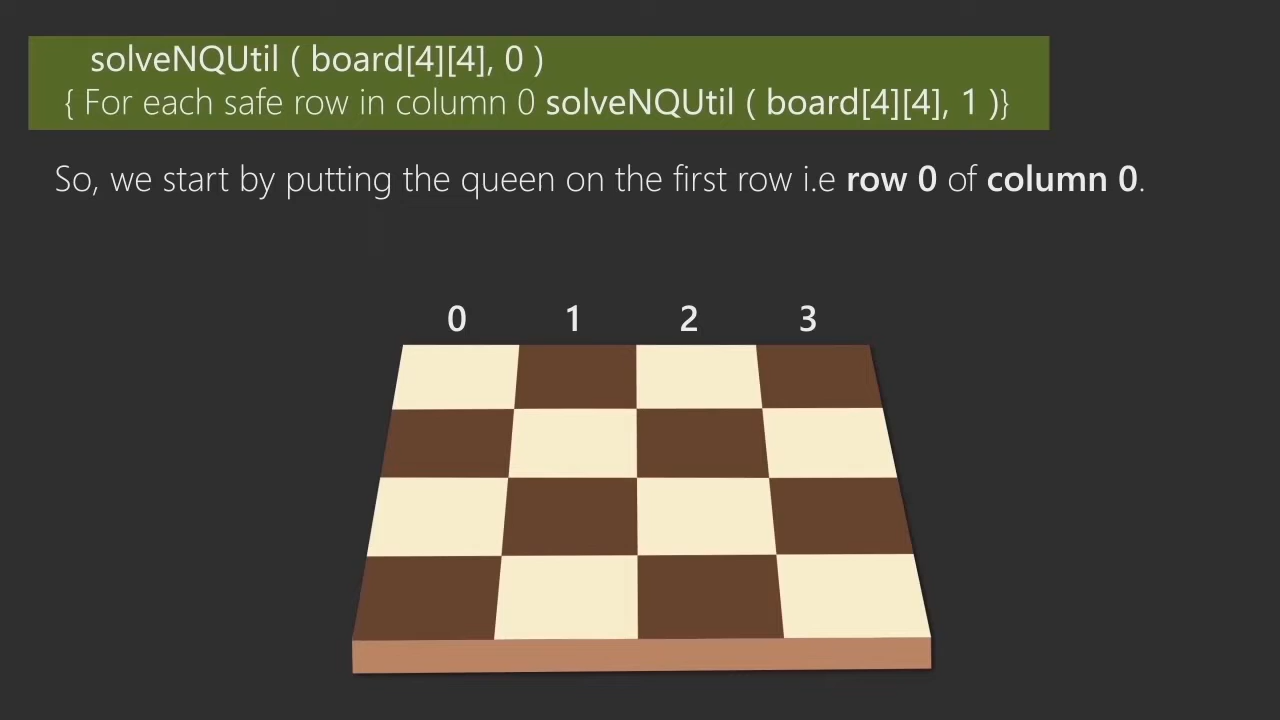 solveNQUtil ( board[4][4], 0 )
{ For each safe row in column 0 solveNQUtil ( board[4][4], 1 )}
So, we start by putting the queen on the first row i.e row 0 of column 0.
0 1 2 3